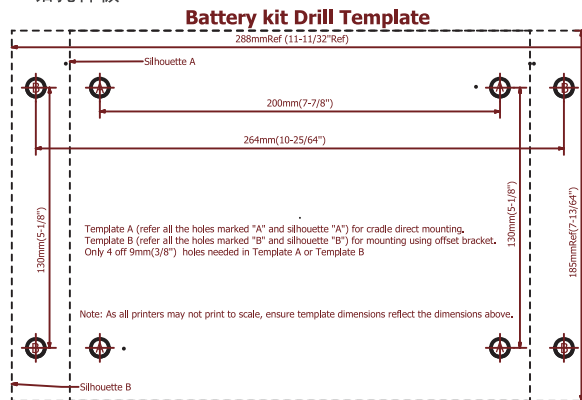 Battery kit Drill Template
288mmRef (11-11/32"Ref)
Silhouette A
B
A
A
B
200mm(7-7/8")
264mm(10-25/64")
130mm(5-1/8")
130mm(5-1/8")
185mmRef(7-13/64")
Template A (refer all the holes marked "A" and silhouette "A") for cradle direct mounting.
Template B (refer all the holes marked "B" and silhouette "B") for mounting using offset bracket.
Only 4 off 9mm(3/8") holes needed in Template A or Template B
Note: As all printers may not print to scale, ensure template dimensions reflect the dimensions above.
B
A
A
B
Silhouette B